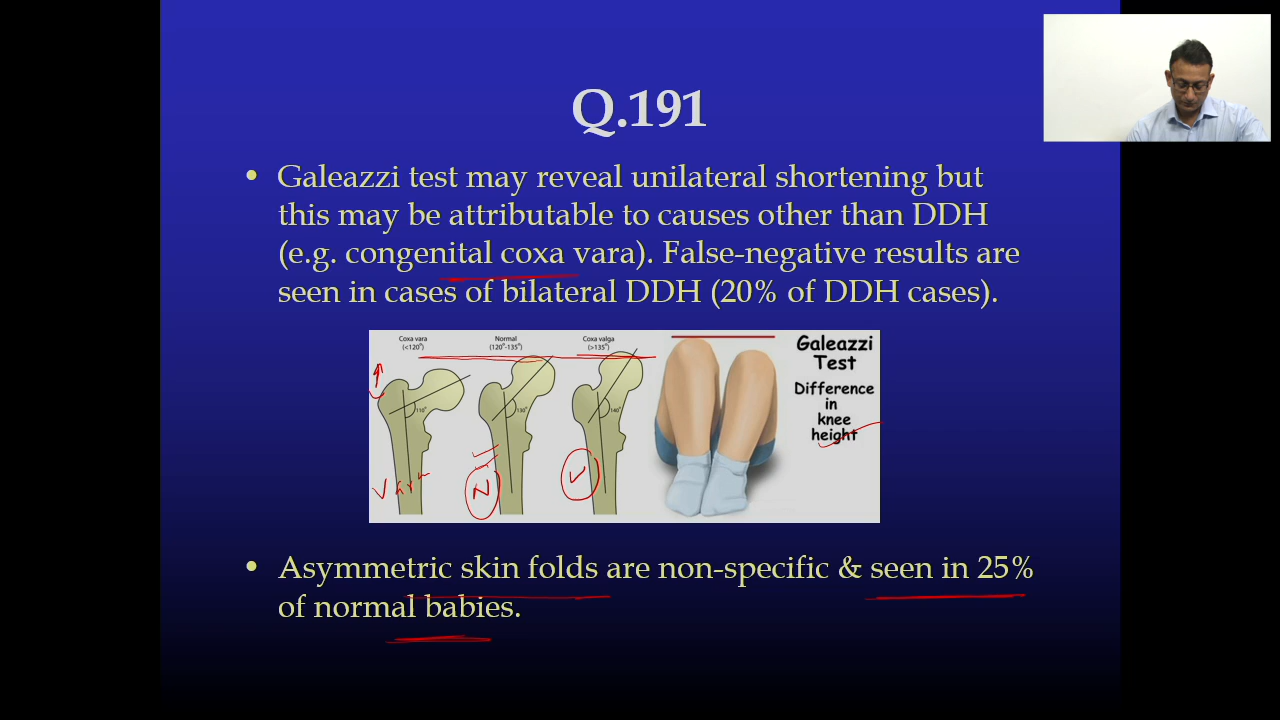 Q.191
• Galeazzi test may reveal unilateral shortening but
this may be attributable to causes other than DDH
(e.g. congenital coxa vara). False-negative results are
seen in cases of bilateral DDH (20% of DDH cases).
Coxa vara
(<120°)
Normal
(120°-135°)
Coxa valga
(>135°)
110°
130°
140°
Galeazzi
Test
Difference
in
knee
height
N
V
• Asymmetric skin folds are non-specific & seen in 25%
of normal babies.